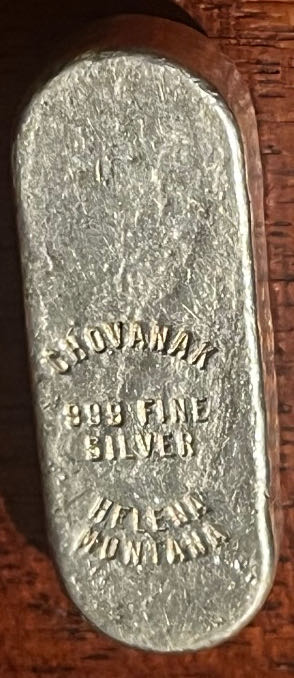 CHOVANAK
999 FINE
SILVER
HELENA
MONTANA